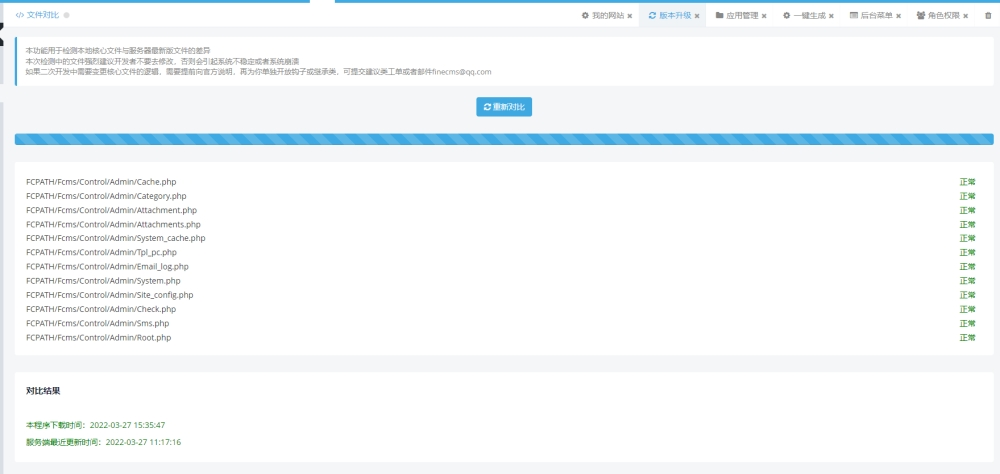 文件对比
我的网站 版本升级 应用管理 一键生成 后台菜单 角色权限
本功能用于检测本地核心文件与服务器最新版文件的差异
本次检测中的文件强烈建议开发者不要去修改，否则会引起系统不稳定或者系统崩溃
如果二次开发中需要变更核心文件的逻辑，需要提前向官方说明，再为你单独开放钩子或继承类，可提交建议类工单或者邮件finecms@qq.com
重新对比
FCPATH/Fcms/Control/Admin/Cache.php 正常
FCPATH/Fcms/Control/Admin/Category.php 正常
FCPATH/Fcms/Control/Admin/Attachment.php 正常
FCPATH/Fcms/Control/Admin/Attachments.php 正常
FCPATH/Fcms/Control/Admin/System_cache.php 正常
FCPATH/Fcms/Control/Admin/Tpl_pc.php 正常
FCPATH/Fcms/Control/Admin/Email_log.php 正常
FCPATH/Fcms/Control/Admin/System.php 正常
FCPATH/Fcms/Control/Admin/Site_config.php 正常
FCPATH/Fcms/Control/Admin/Check.php 正常
FCPATH/Fcms/Control/Admin/Sms.php 正常
FCPATH/Fcms/Control/Admin/Root.php 正常
对比结果
本程序下载时间：2022-03-27 15:35:47
服务端最近更新时间：2022-03-27 11:17:16